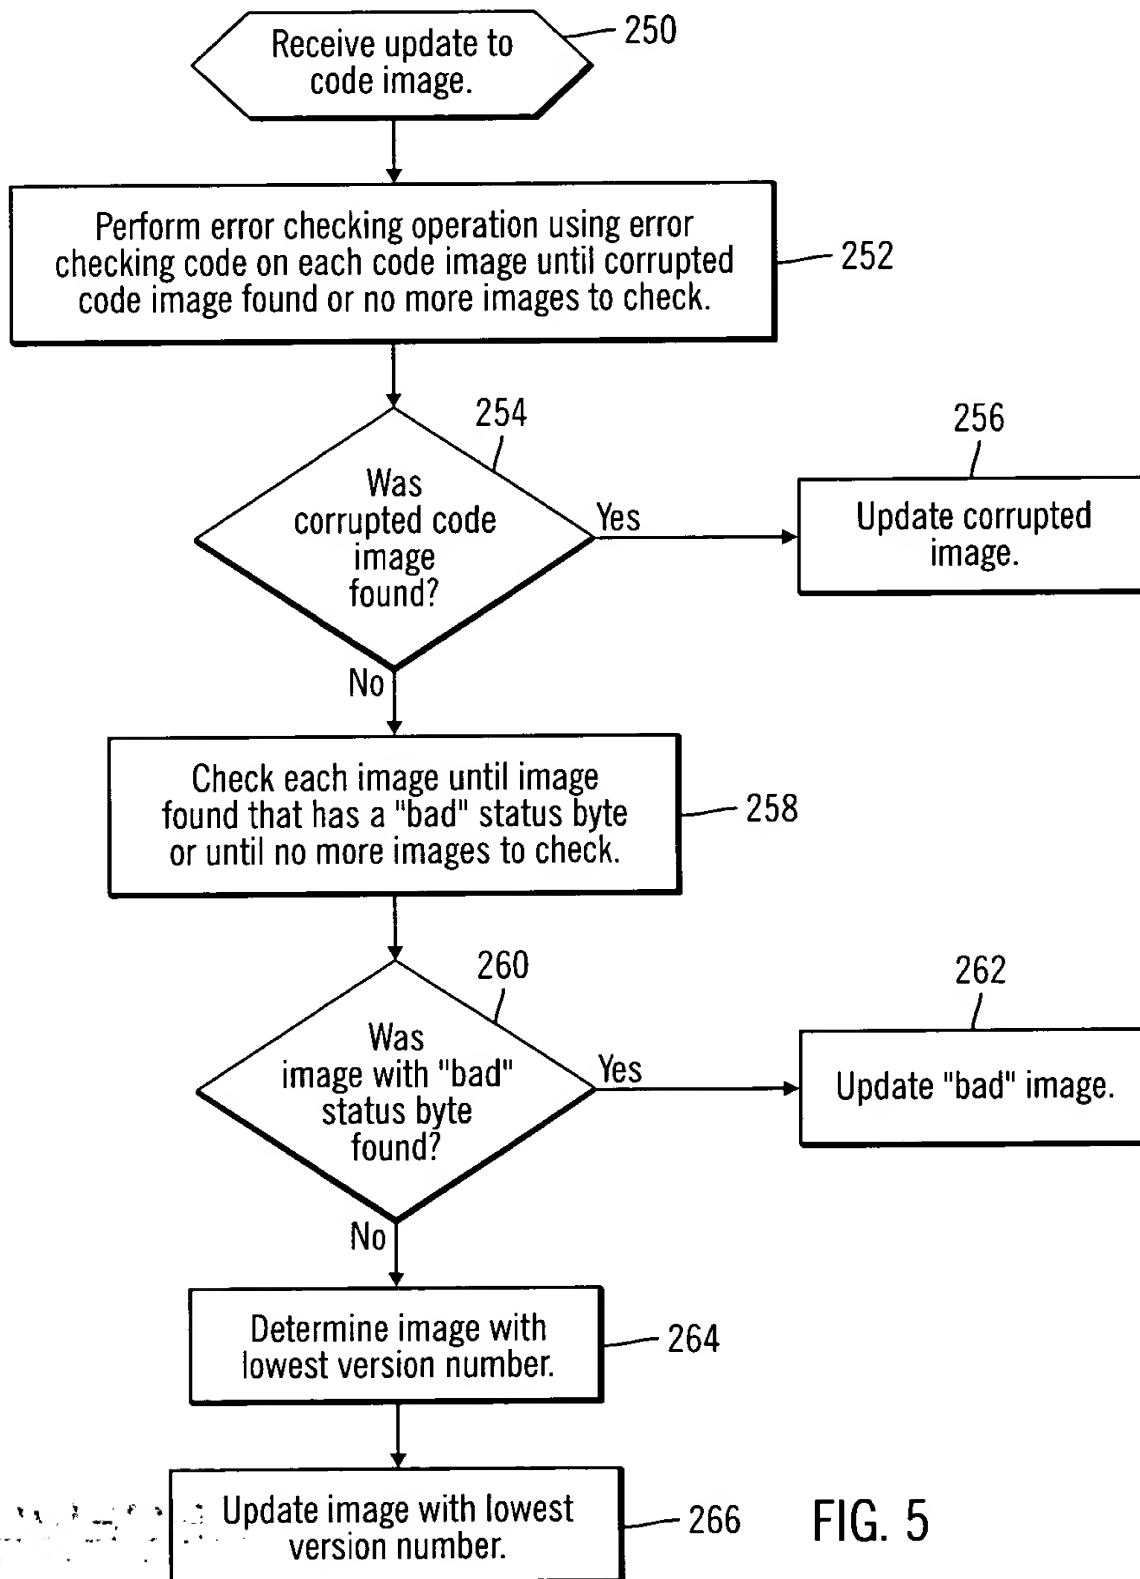 Receive update to
code image.
250
Perform error checking operation using error
checking code on each code image until corrupted
code image found or no more images to check.
252
254
Was
corrupted code
image
found?
Yes
256
Update corrupted
image.
No
Check each image until image
found that has a "bad" status byte
or until no more images to check.
258
260
Was
image with "bad"
status byte
found?
Yes
262
Update "bad" image.
No
Determine image with
lowest version number.
264
Update image with lowest
version number.
266
FIG. 5